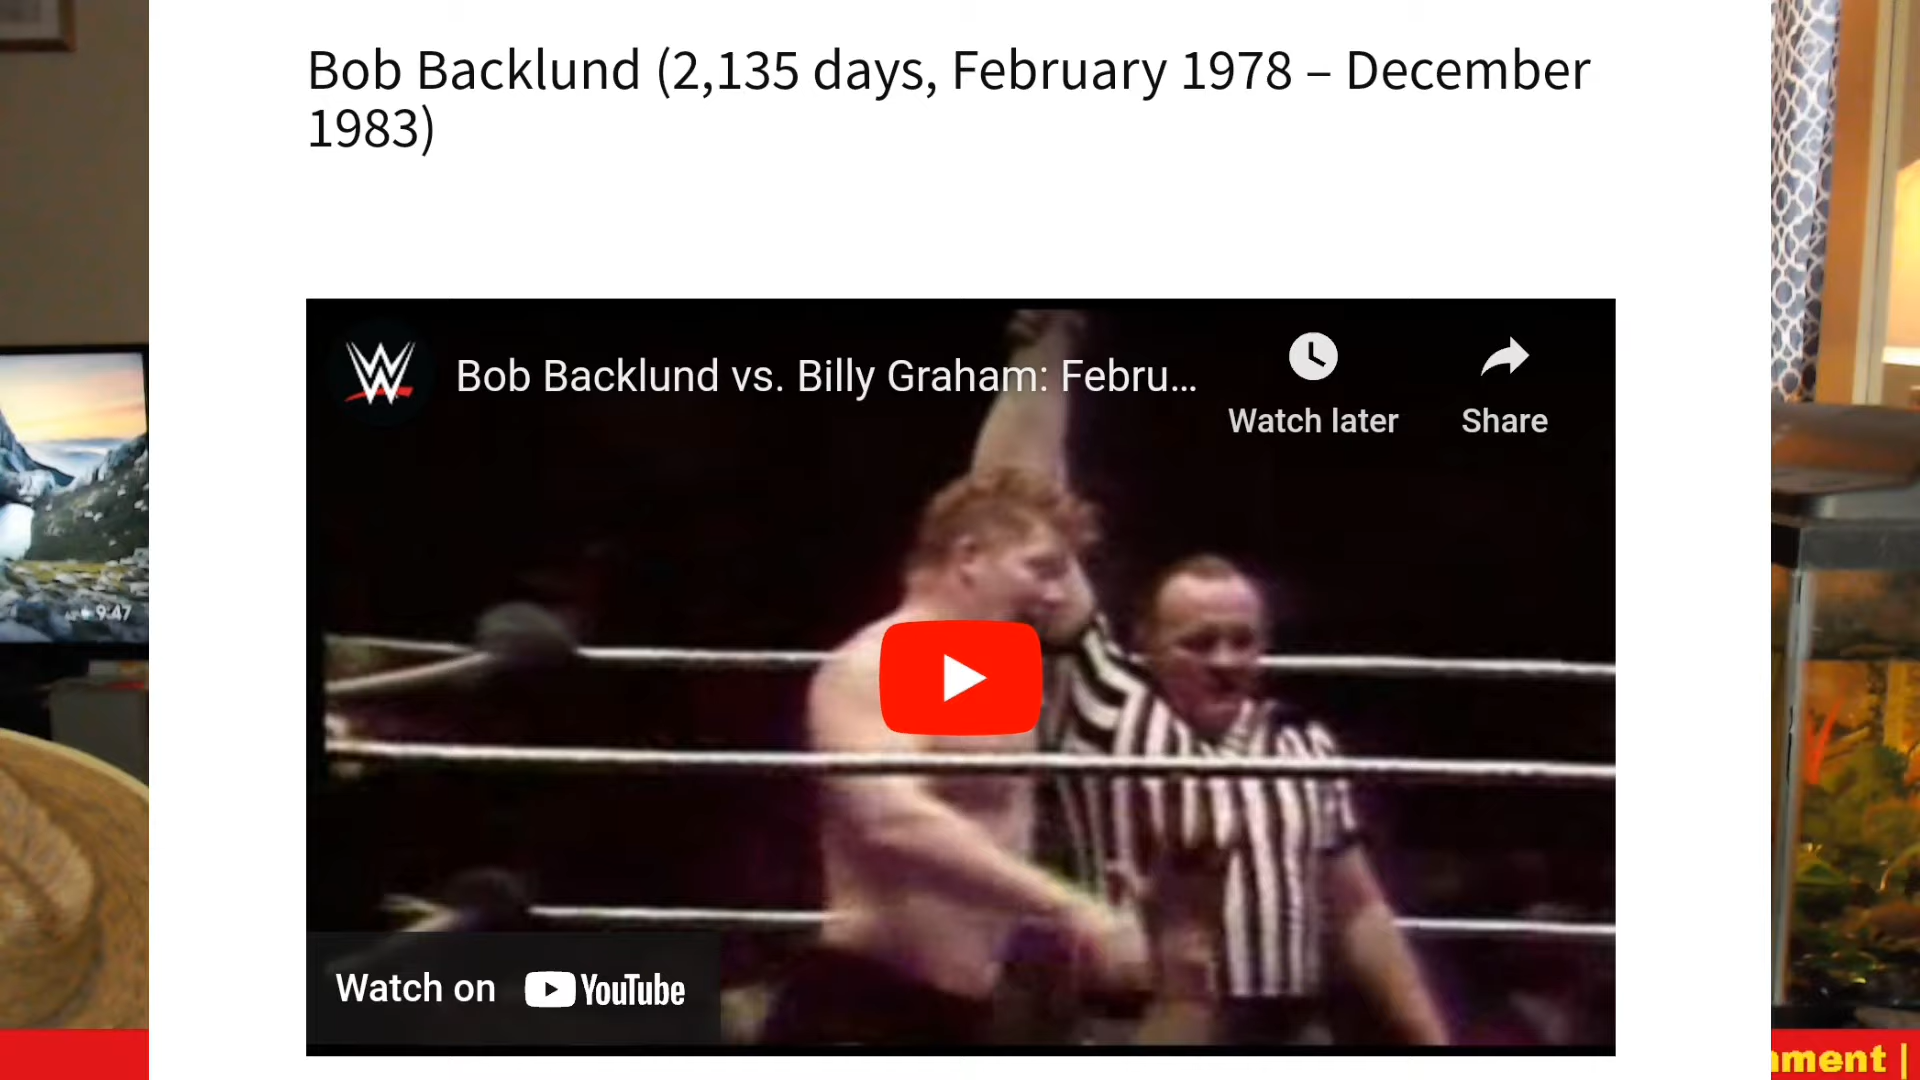 Bob Backlund (2,135 days, February 1978 – December
1983)
Bob Backlund vs. Billy Graham: Febru...
Watch later
Share
9:47
Watch on YouTube
ment |